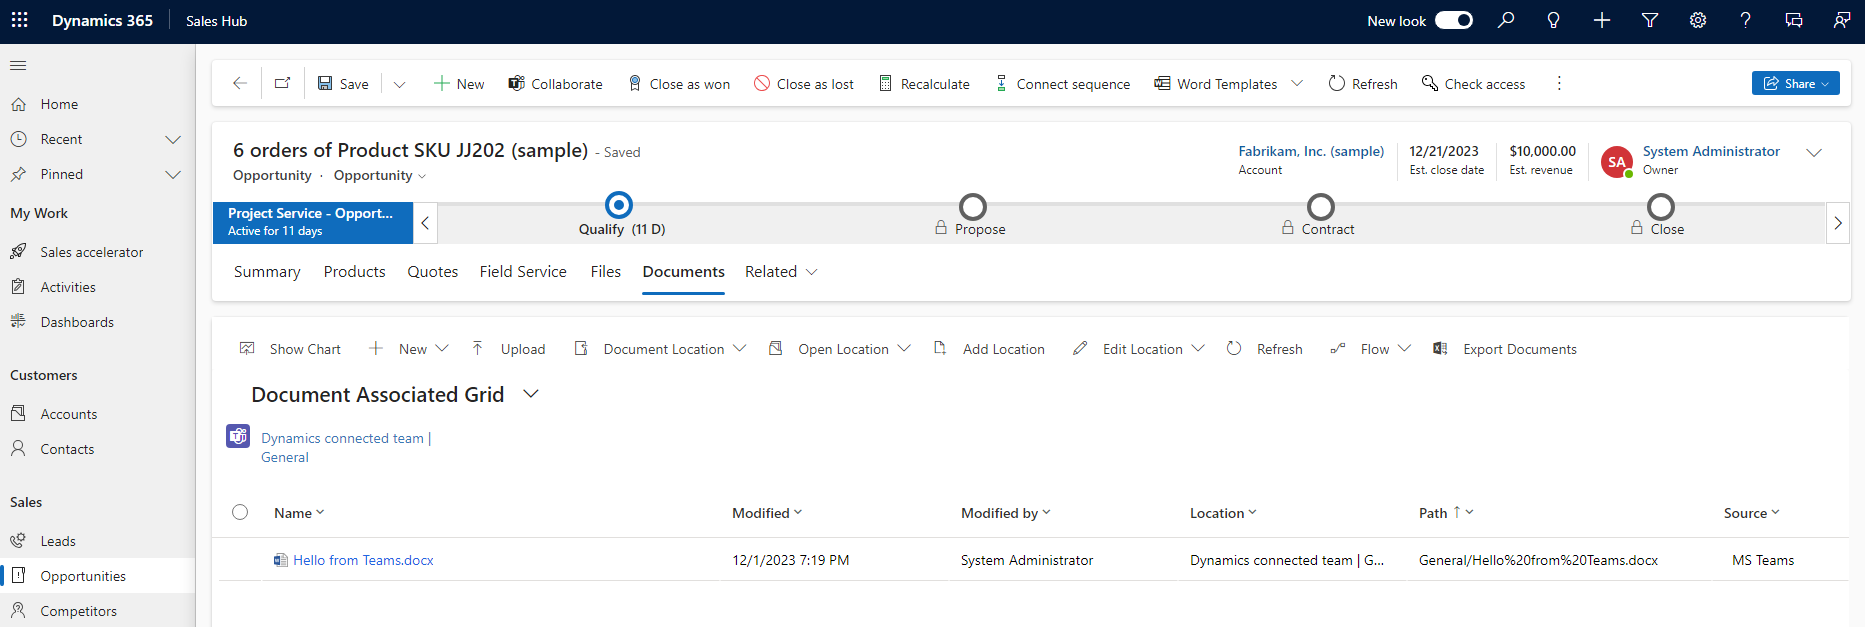 Dynamics 365 Sales Hub New look
Save New Collaborate Close as won Close as lost Recalculate Connect sequence Word Templates Refresh Check access Share
Home
Recent
Pinned
My Work
Sales accelerator
Activities
Dashboards
Customers
Accounts
Contacts
Sales
Leads
Opportunities
Competitors
6 orders of Product SKU JJ202 (sample) - Saved
Opportunity · Opportunity
Fabrikam, Inc. (sample)
Account
12/21/2023
Est. close date
$10,000.00
Est. revenue
SA
System Administrator
Owner
Project Service - Opport...
Active for 11 days
Qualify (11 D)
Propose
Contract
Close
Summary Products Quotes Field Service Files Documents Related
Show Chart New Upload Document Location Open Location Add Location Edit Location Refresh Flow Export Documents
Document Associated Grid
Dynamics connected team |
General
Name Modified Modified by Location Path Source
Hello from Teams.docx 12/1/2023 7:19 PM System Administrator Dynamics connected team | G... General/Hello%20from%20Teams.docx MS Teams